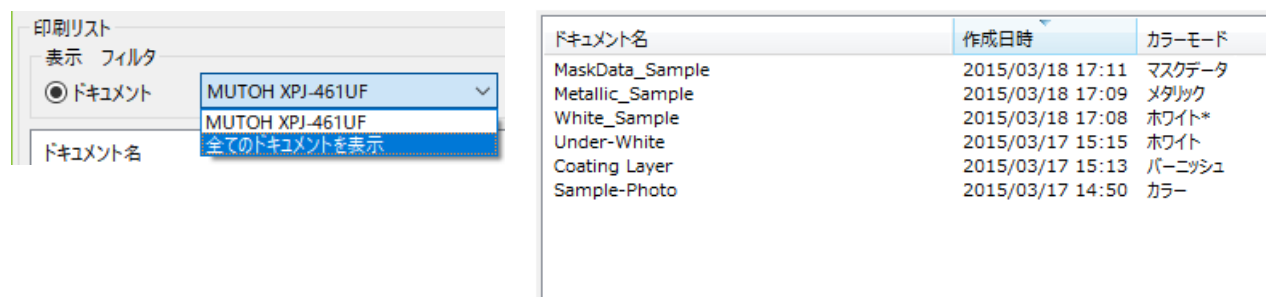 印刷リスト
表示 フィルタ
ドキュメント MUTOH XPJ-461UF
MUTOH XPJ-461UF
全てのドキュメントを表示
ドキュメント名
ドキュメント名 作成日時 カラーモード
MaskData_Sample 2015/03/18 17:11 マスクデータ
Metallic_Sample 2015/03/18 17:09 メタリック
White_Sample 2015/03/18 17:08 ホワイト*
Under-White 2015/03/17 15:15 ホワイト
Coating Layer 2015/03/17 15:13 バーニッシュ
Sample-Photo 2015/03/17 14:50 カラー